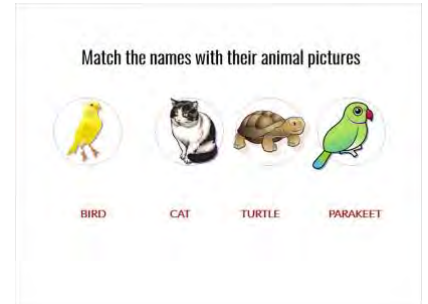 Match the names with their animal pictures
BIRD CAT TURTLE PARAKEET